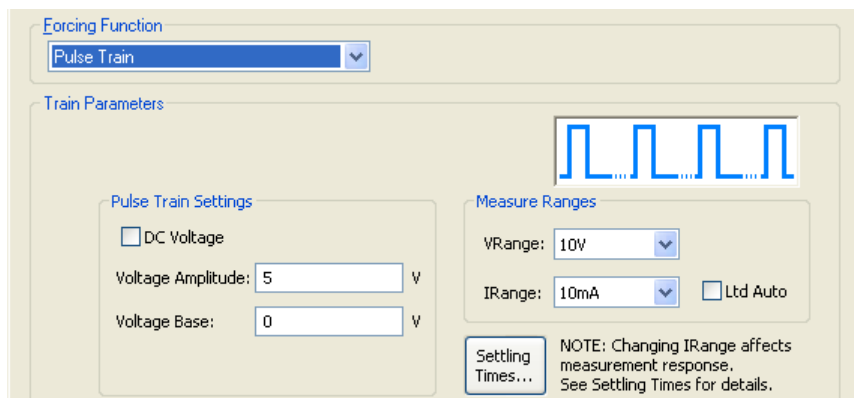 Forcing Function
Pulse Train
Train Parameters
Pulse Train Settings
DC Voltage
Voltage Amplitude: 5 V
Voltage Base: 0 V
Measure Ranges
VRange: 10V
IRange: 10mA Ltd Auto
Settling
Times...
NOTE: Changing IRange affects
measurement response.
See Settling Times for details.